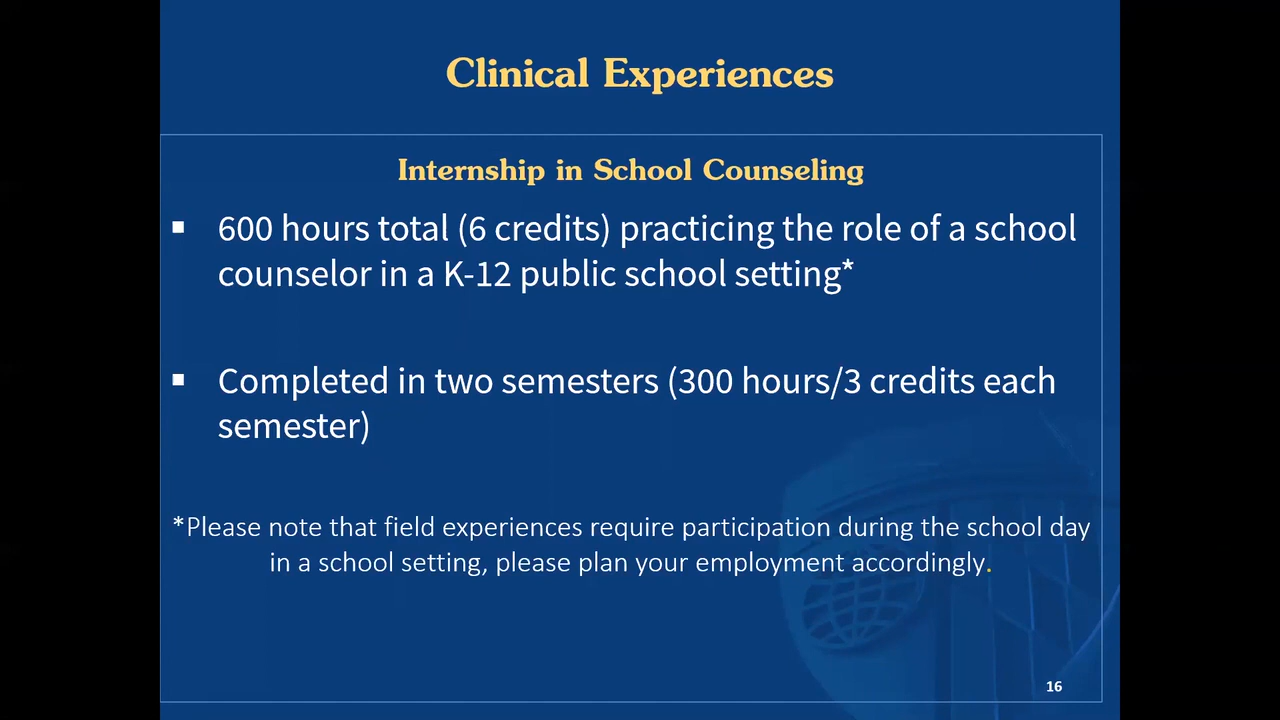 Clinical Experiences
Internship in School Counseling
▪ 600 hours total (6 credits) practicing the role of a school
counselor in a K-12 public school setting*
▪ Completed in two semesters (300 hours/3 credits each
semester)
*Please note that field experiences require participation during the school day
in a school setting, please plan your employment accordingly.
16